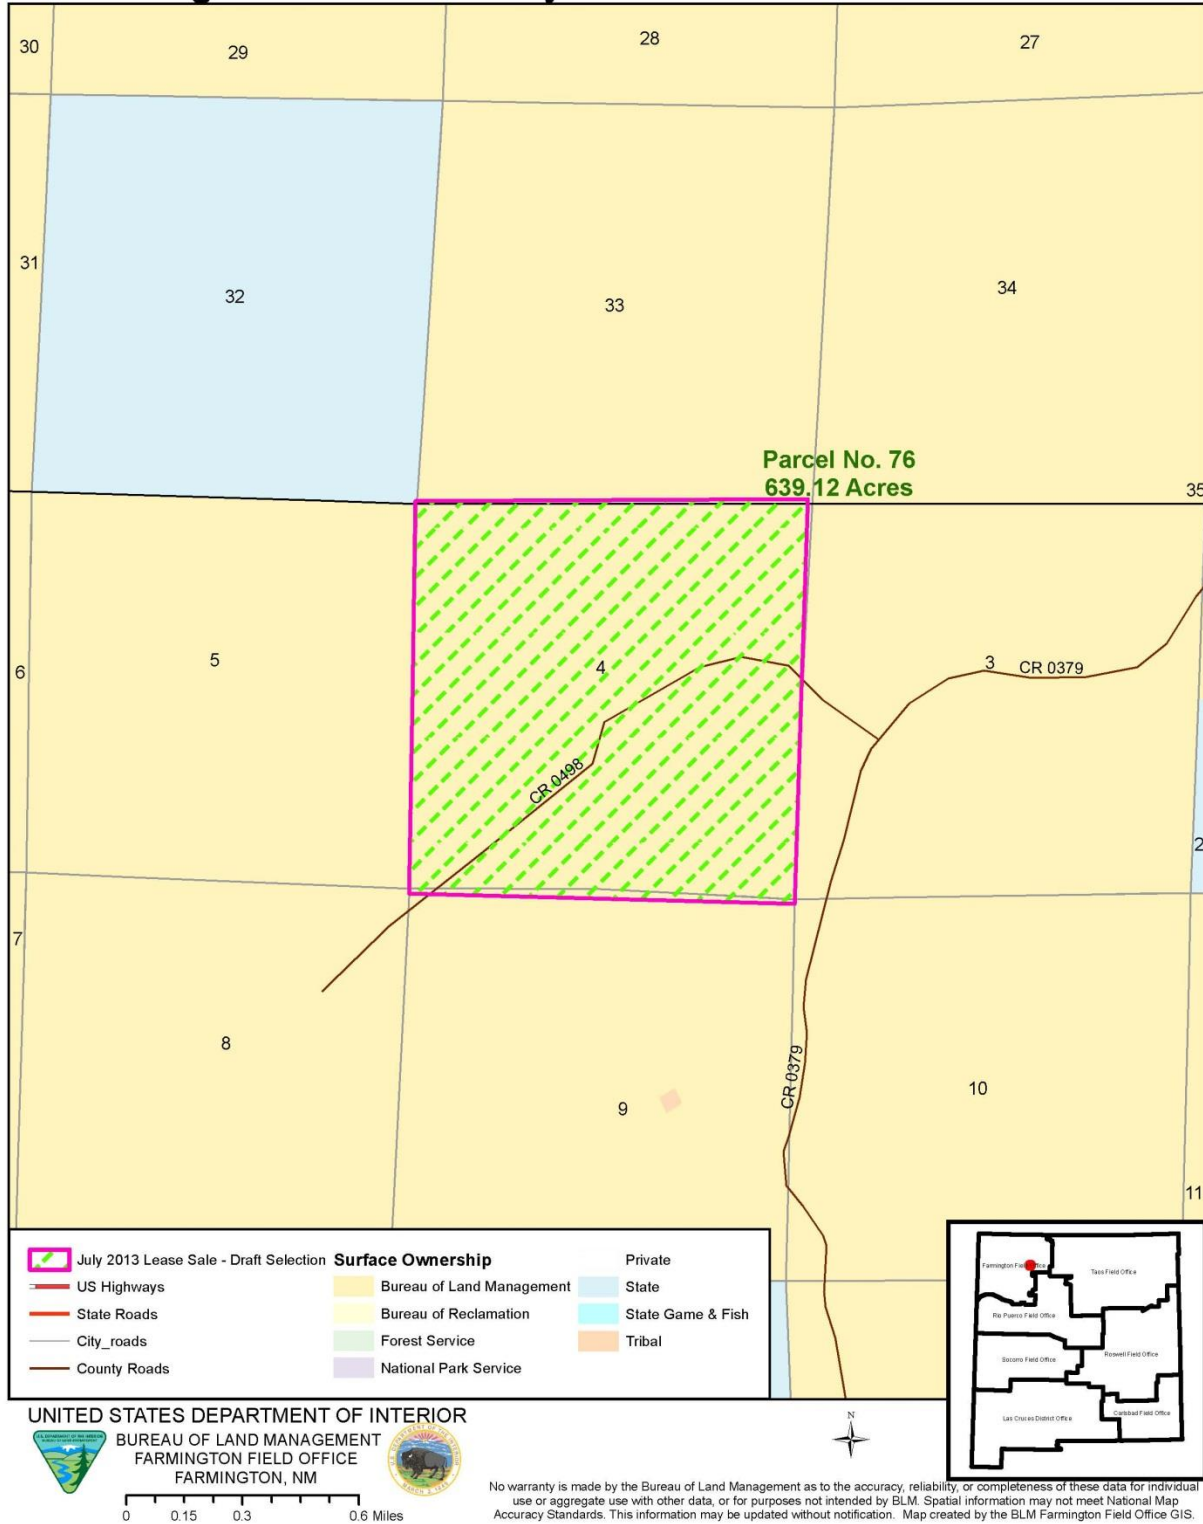 30
29
28
27
31
32
33
34
Parcel No. 76
639.12 Acres
35
6
5
4
3
CR 0379
CR 0498
2
7
8
9
CR 0379
10
11
July 2013 Lease Sale - Draft Selection
US Highways
State Roads
City_roads
County Roads
Surface Ownership
Bureau of Land Management
Bureau of Reclamation
Forest Service
National Park Service
Private
State
State Game & Fish
Tribal
Farmington Field Office
Taos Field Office
Rio Puerco Field Office
Socorro Field Office
Roswell Field Office
Las Cruces District Office
Carlsbad Field Office
UNITED STATES DEPARTMENT OF INTERIOR
BUREAU OF LAND MANAGEMENT
FARMINGTON FIELD OFFICE
FARMINGTON, NM
0 0.15 0.3 0.6 Miles
N
No warranty is made by the Bureau of Land Management as to the accuracy, reliability, or completeness of these data for individual
use or aggregate use with other data, or for purposes not intended by BLM. Spatial information may not meet National Map
Accuracy Standards. This information may be updated without notification. Map created by the BLM Farmington Field Office GIS.